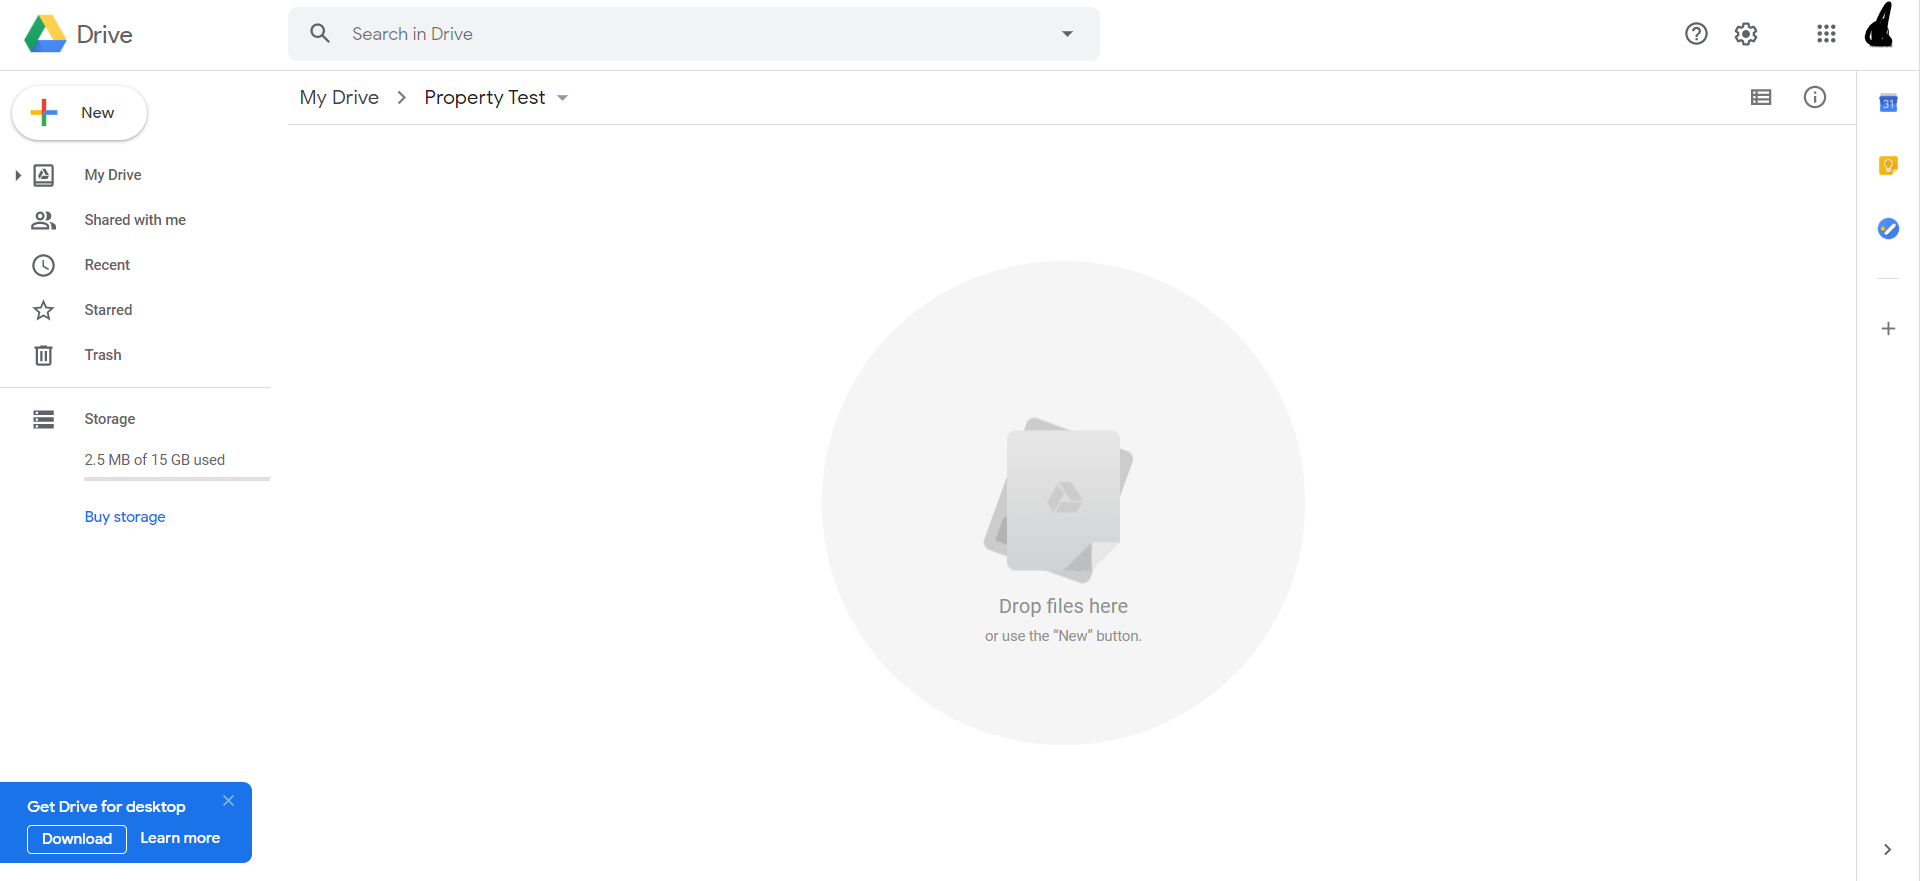 Drive
Search in Drive
New
My Drive
Property Test
31
My Drive
Shared with me
Recent
Starred
Trash
Storage
2.5 MB of 15 GB used
Buy storage
Drop files here
or use the “New” button.
Get Drive for desktop
Download
Learn more